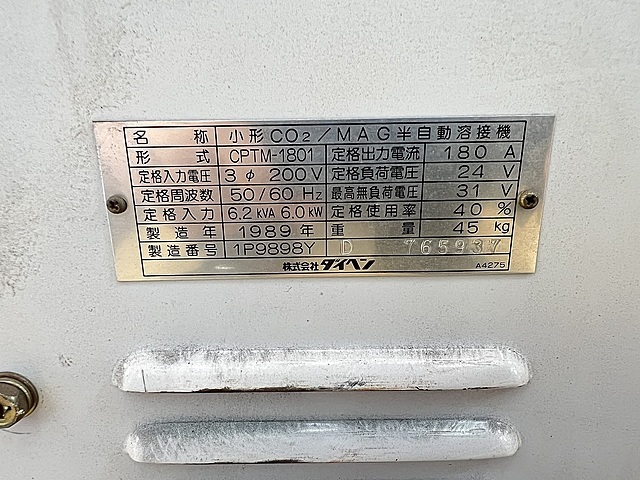 名称 小形CO2/MAG半自動溶接機
形式 CPTM-1801 定格出力電流 180 A
定格入力電圧 3φ 200V 定格負荷電圧 24 V
定格周波数 50/60 Hz 最高無負荷電圧 31 V
定格入力 6.2 kVA 6.0 kW 定格使用率 40 %
製造年 1989年 重量 45 kg
製造番号 1P9898Y D 765937
株式会社ダイヘン A4275